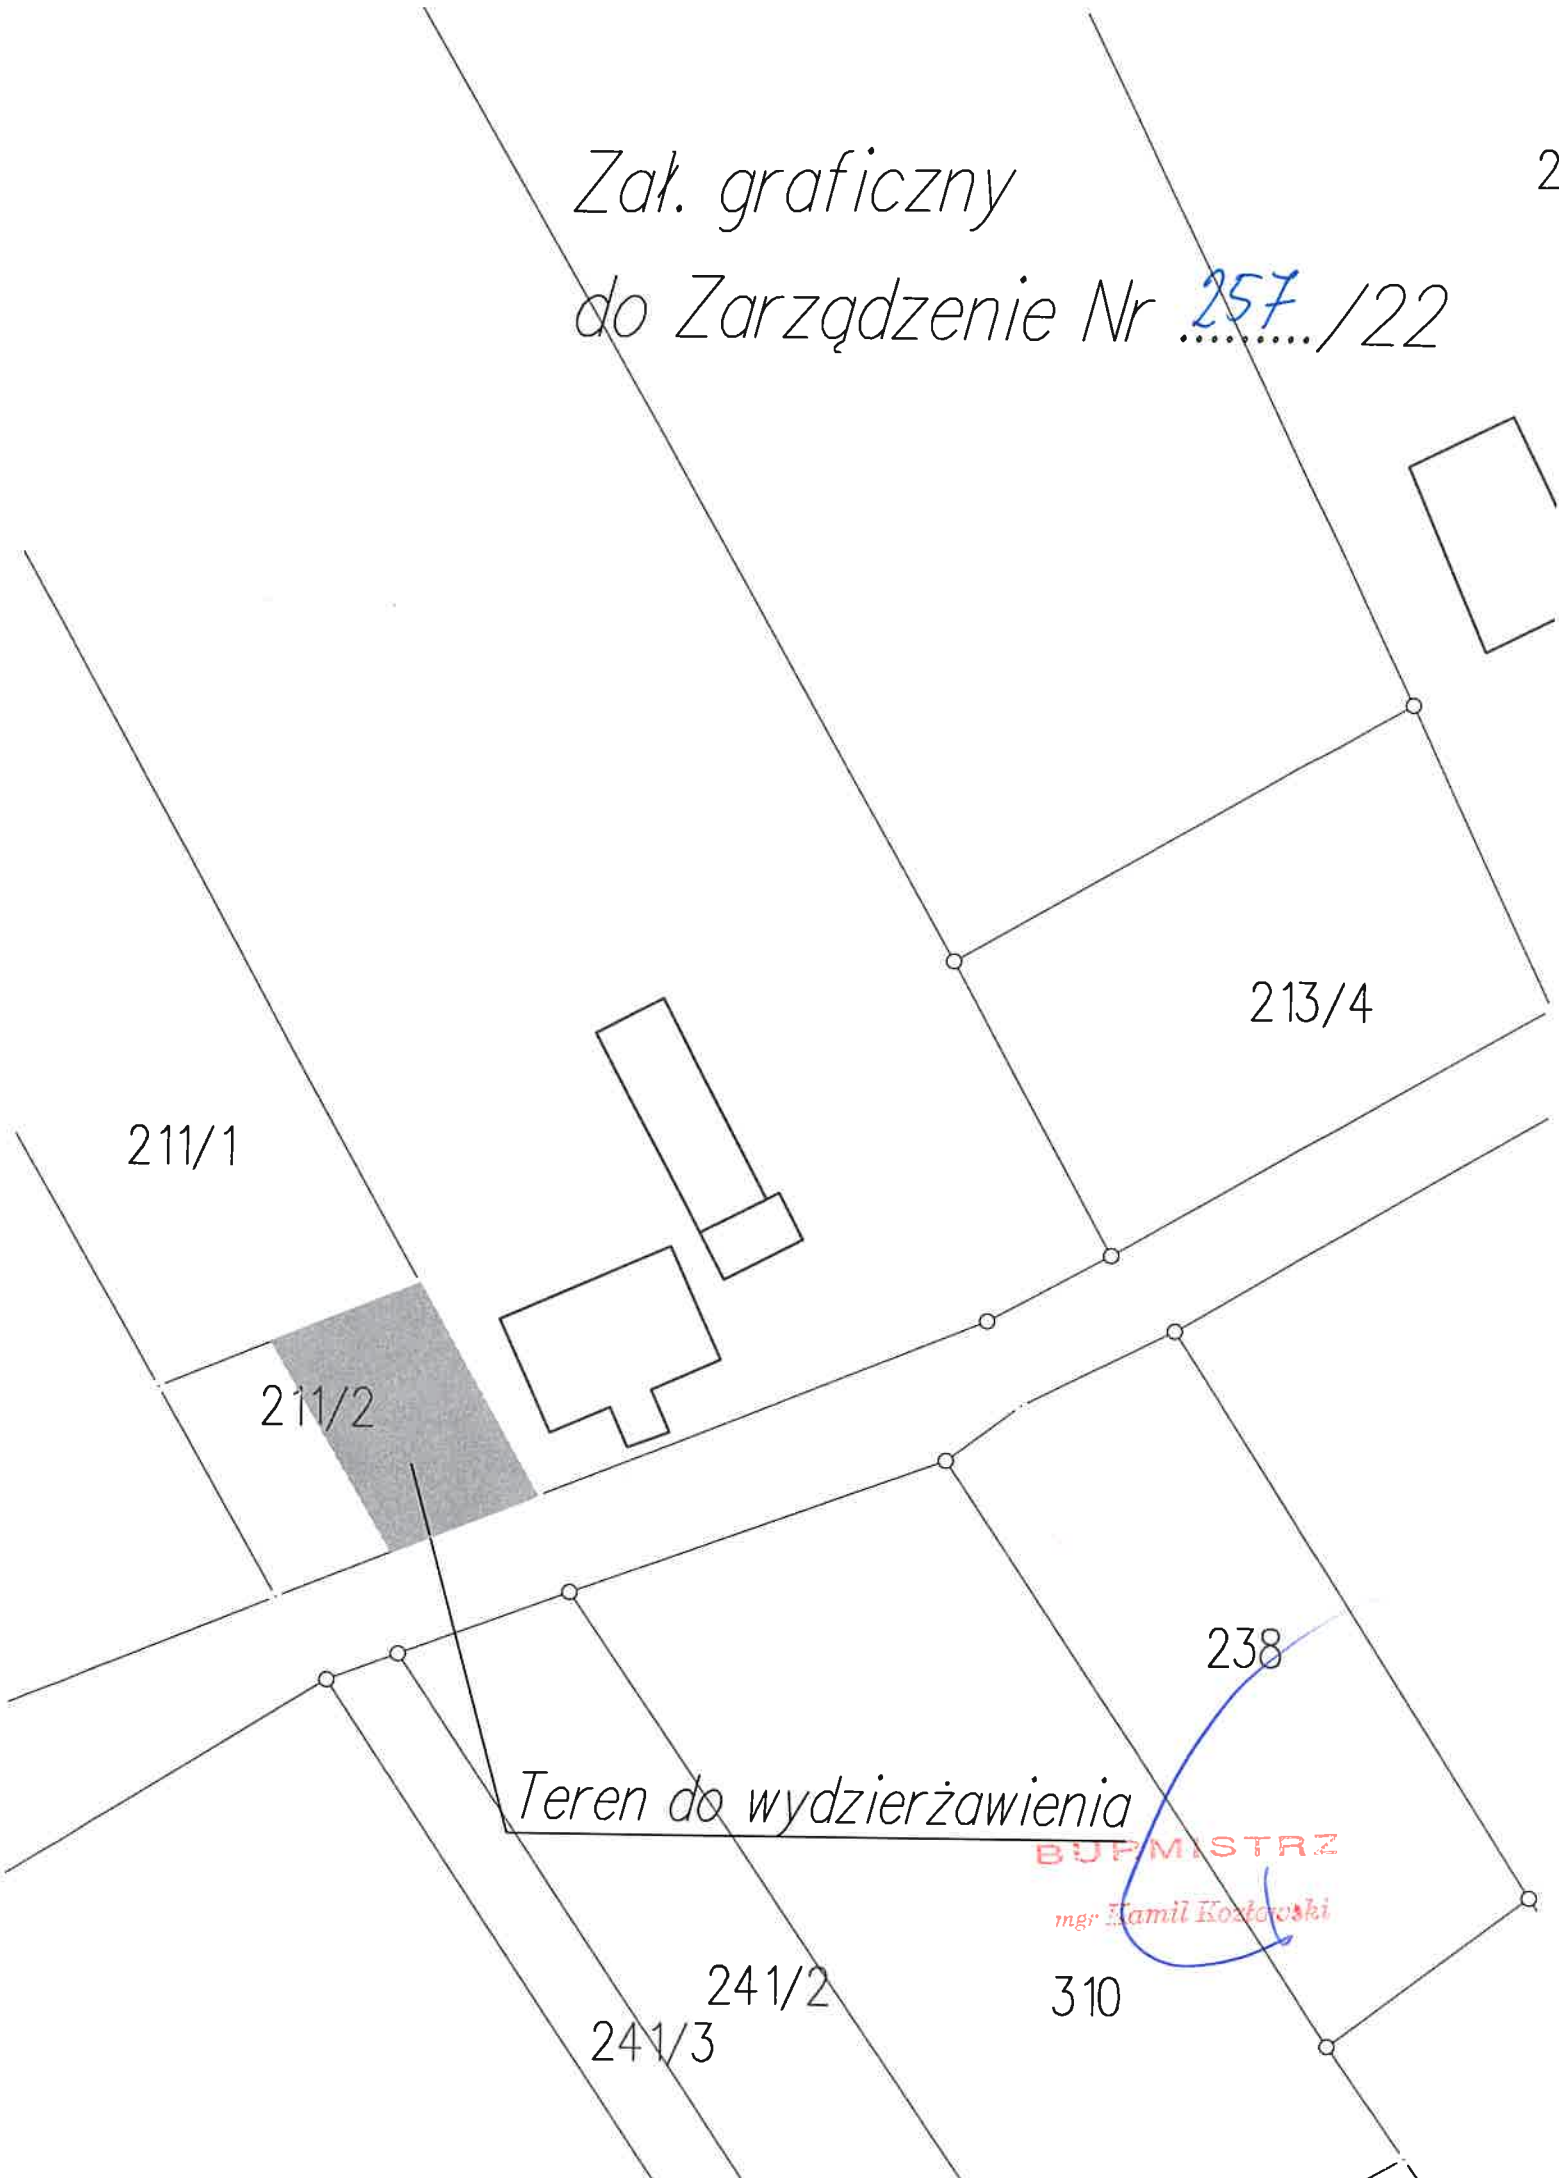 Zał. graficzny
2
do Zarządzenie Nr 257 /22
213/4
211/1
211/2
238
Teren do wydzierżawienia
BURMISTRZ
mgr Kamil Kozłowski
241/2
310
241/3